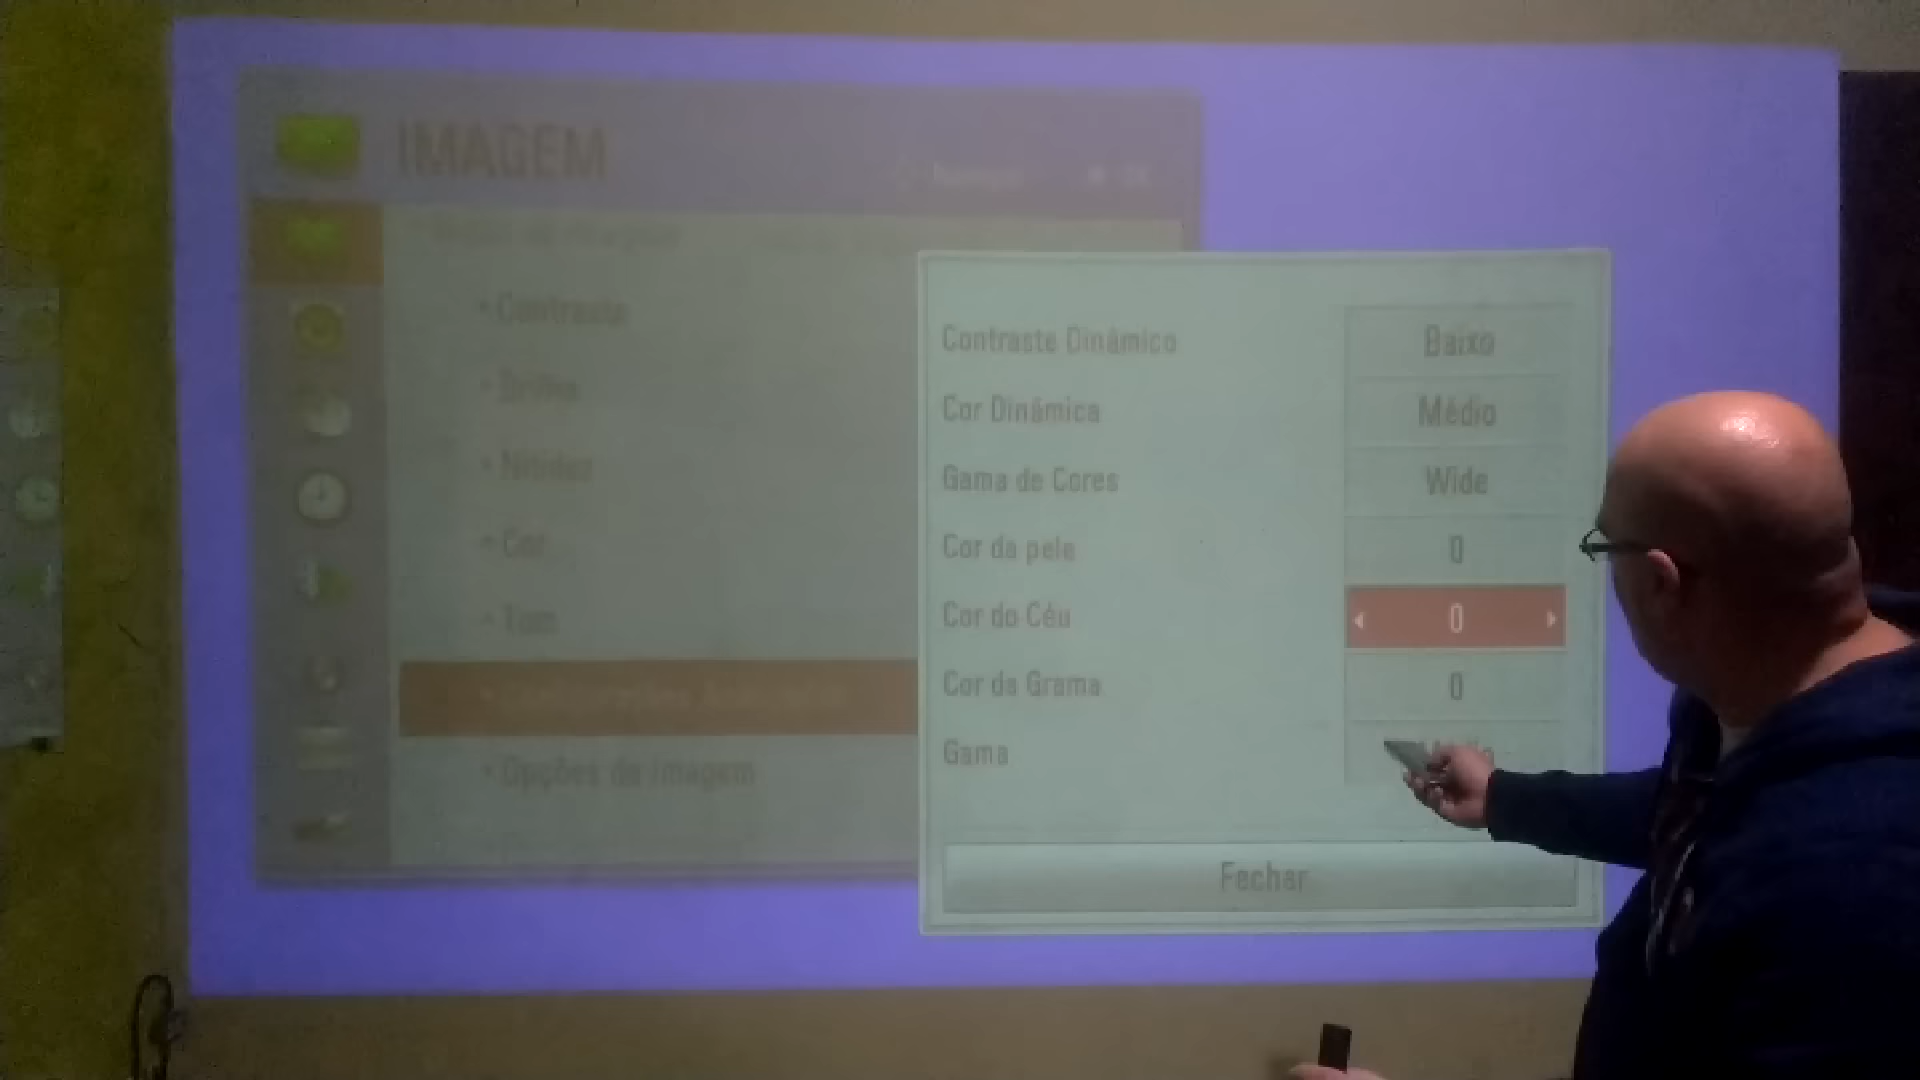 IMAGEM
Contraste
Brilho
Nitidez
Cor
Tom
Opções de imagem
Contraste Dinâmico Baixo
Cor Dinâmica Médio
Gama de Cores Wide
Cor da pele 0
Cor do Céu 0
Cor da Grama 0
Gama
Fechar